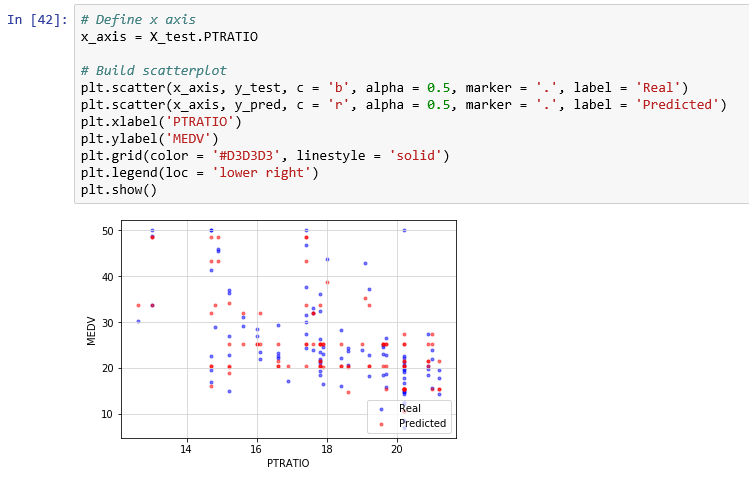 In [42]:
# Define x axis
x_axis = X_test.PTRATIO
# Build scatterplot
plt.scatter(x_axis, y_test, c = 'b', alpha = 0.5, marker = '.', label = 'Real')
plt.scatter(x_axis, y_pred, c = 'r', alpha = 0.5, marker = '.', label = 'Predicted')
plt.xlabel('PTRATIO')
plt.ylabel('MEDV')
plt.grid(color = '#D3D3D3', linestyle = 'solid')
plt.legend(loc = 'lower right')
plt.show()
50
40
30
20
10
MEDV
Real
Predicted
14
16
18
20
PTRATIO